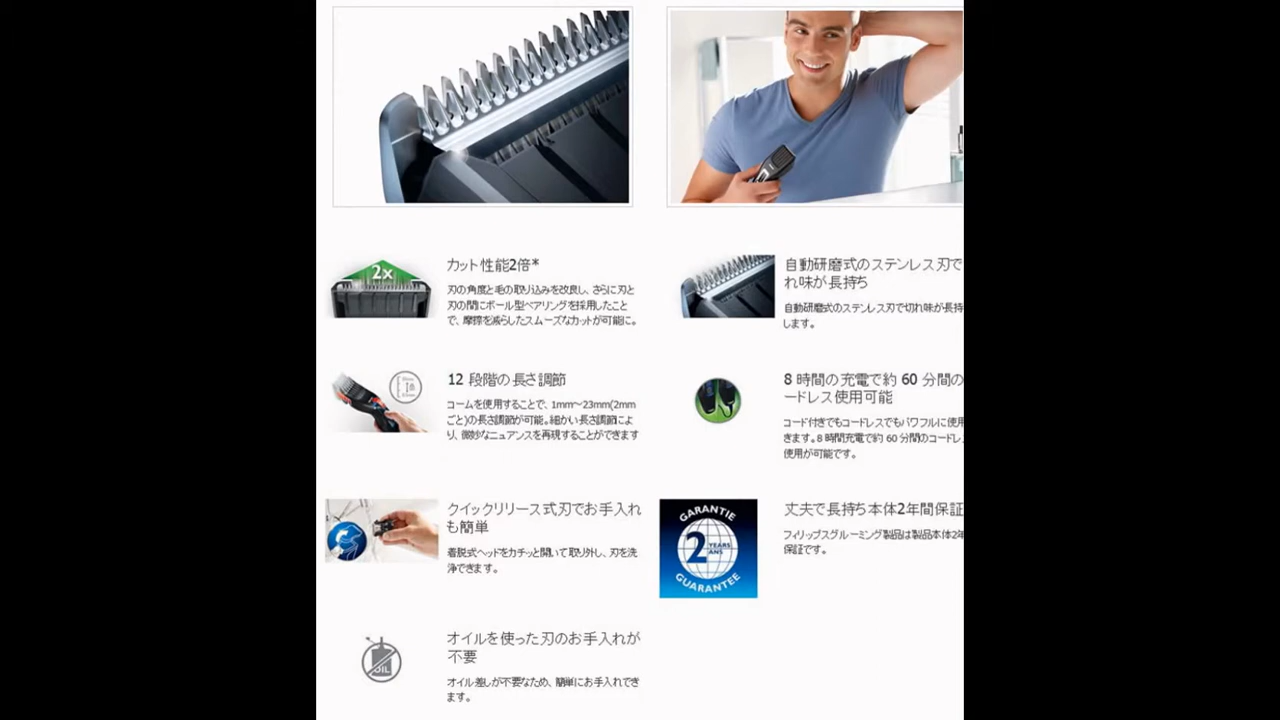 2x
カット性能2倍*
刃の角度と毛の取り込みを改良し、さらに刃と
刃の間にボール型ベアリングを採用したこと
で、摩擦を減らしたスムーズなカットが可能に。
自動研磨式のステンレス刃で
れ味が長持ち
自動研磨式のステンレス刃で切れ味が長持
します。
12 段階の長さ調節
コームを使用することで、1mm～23mm(2mm
ごと)の長さ調節が可能。細かい長さ調節によ
り、微妙なニュアンスを再現することができます
8 時間の充電で約 60 分間の
ードレス使用可能
コード付きでもコードレスでもパワフルに使用
きます。8 時間充電で約 60 分間のコードレ
使用が可能です。
クイックリリース式刃でお手入れ
も簡単
着脱式ヘッドをカチッと開いて取り外し、刃を洗
浄できます。
GARANTIE
2 YEARS
ANS
GUARANTEE
丈夫で長持ち本体2年間保証
フィリップスグルーミング製品は製品本体2年
保証です。
OIL
オイルを使った刃のお手入れが
不要
オイル差しが不要なため、簡単にお手入れでき
ます。